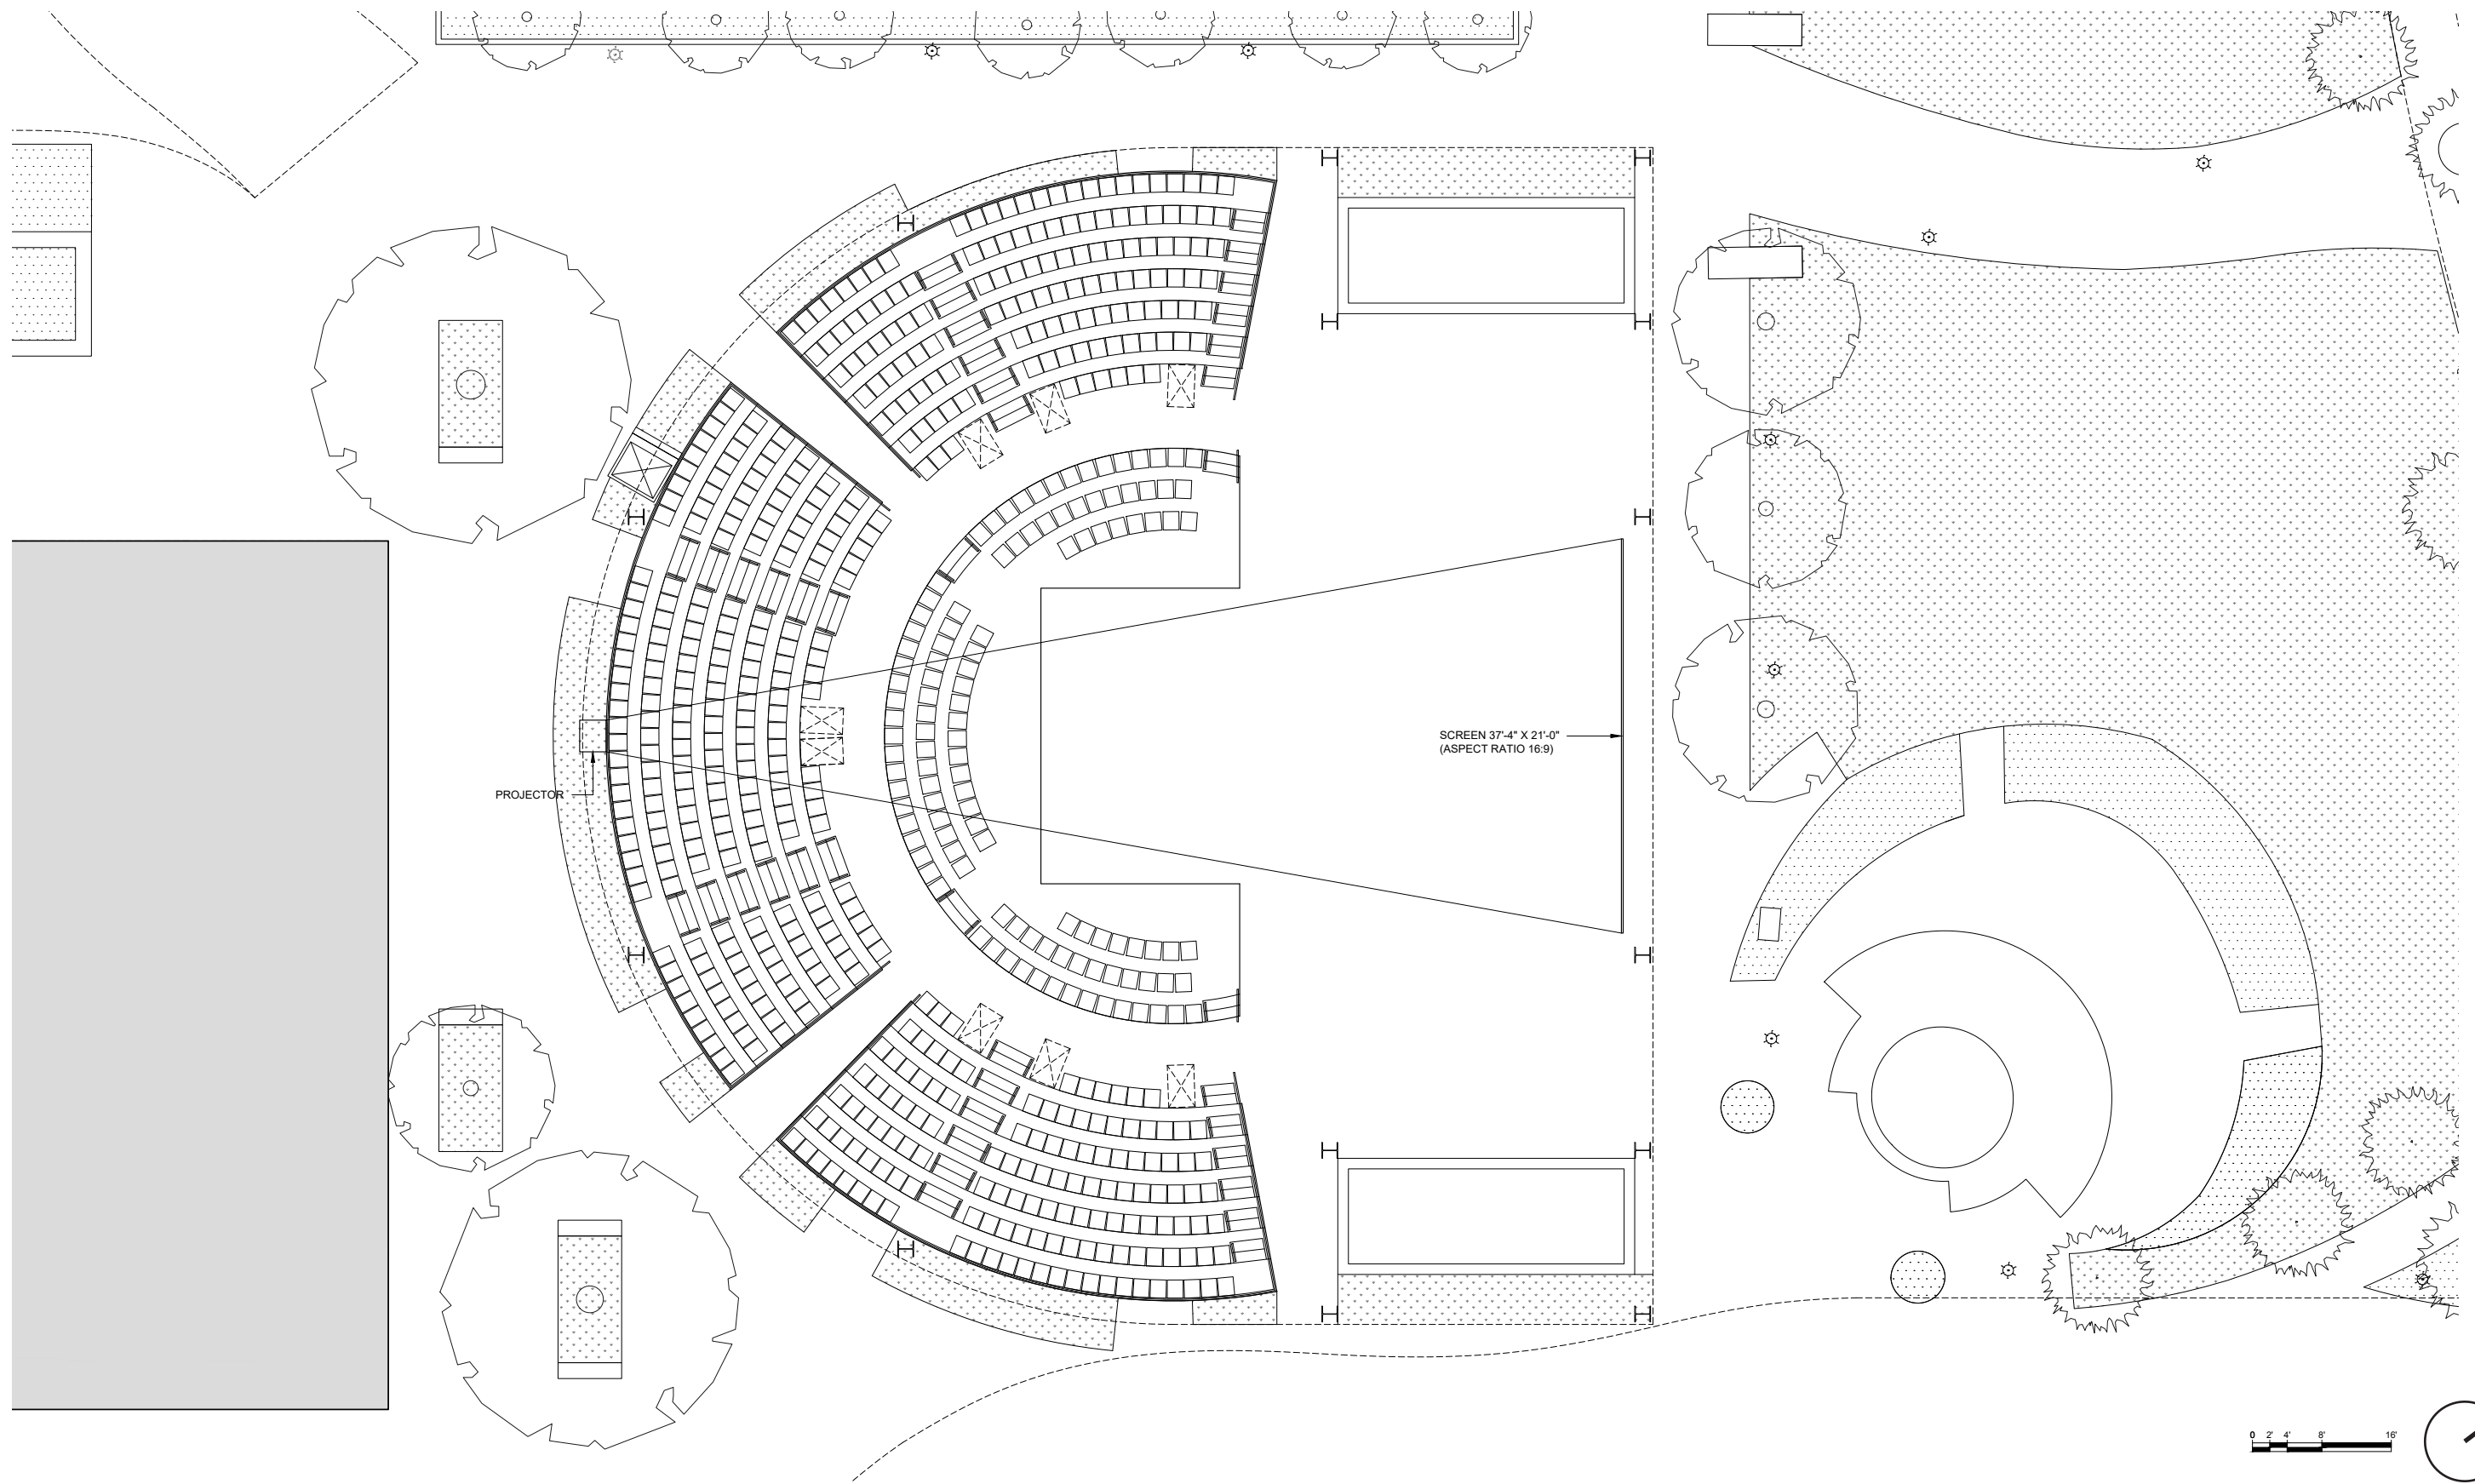 SCREEN 37'-4" X 21'-0"
(ASPECT RATIO 16:9)
PROJECTOR
0 2' 4' 8' 16'